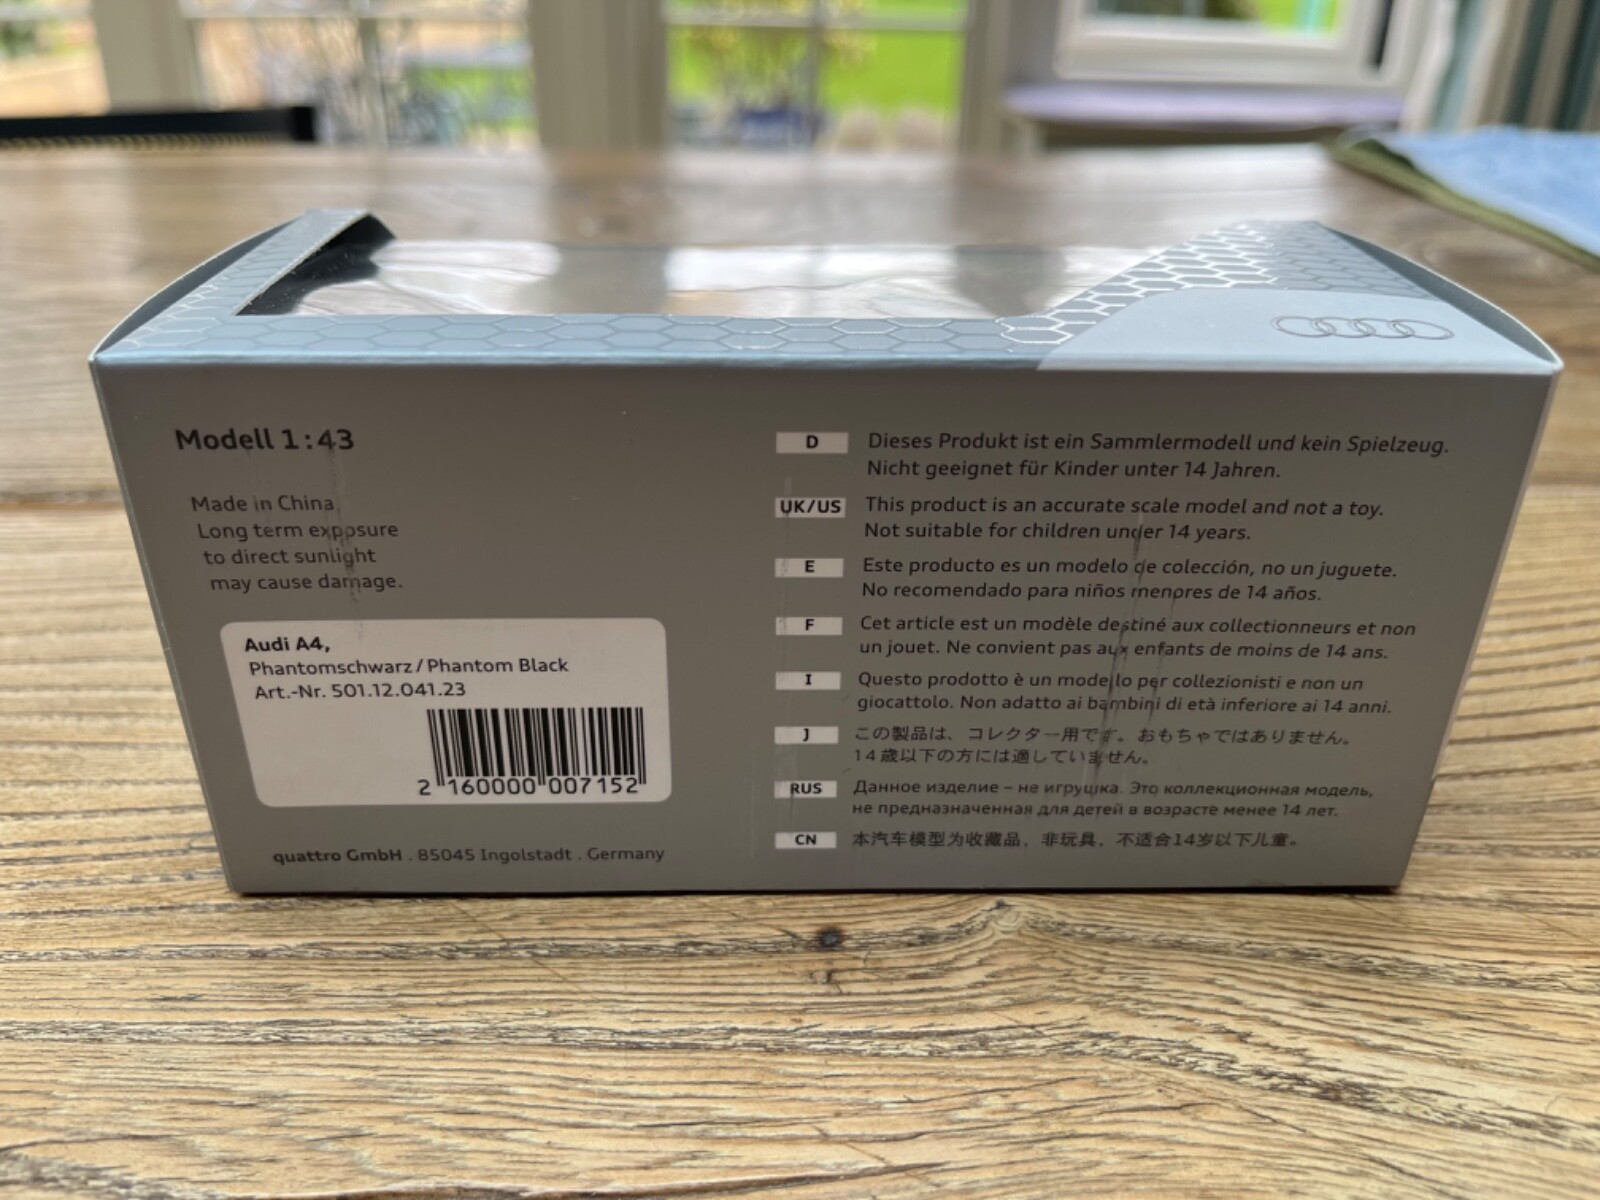 Modell 1:43
Made in China
Long term exposure
to direct sunlight
may cause damage.
Audi A4,
Phantomschwarz/Phantom Black
Art.-Nr. 501.12.041.23
2 160000 007152
quattro GmbH . 85045 Ingolstadt . Germany
D Dieses Produkt ist ein Sammlermodell und kein Spielzeug.
Nicht geeignet für Kinder unter 14 Jahren.
UK/US This product is an accurate scale model and not a toy.
Not suitable for children under 14 years.
E Este producto es un modelo de colección, no un juguete.
No recomendado para niños menores de 14 años.
F Cet article est un modèle destiné aux collectionneurs et non
un jouet. Ne convient pas aux enfants de moins de 14 ans.
I Questo prodotto è un modello per collezionisti e non un
giocattolo. Non adatto ai bambini di età inferiore ai 14 anni.
J この製品は、コレクター用です。おもちゃではありません。
14歳以下の方には適していません。
RUS Данное изделие – не игрушка. Это коллекционная модель,
не предназначенная для детей в возрасте менее 14 лет.
CN 本汽车模型为收藏品，非玩具，不适合14岁以下儿童。